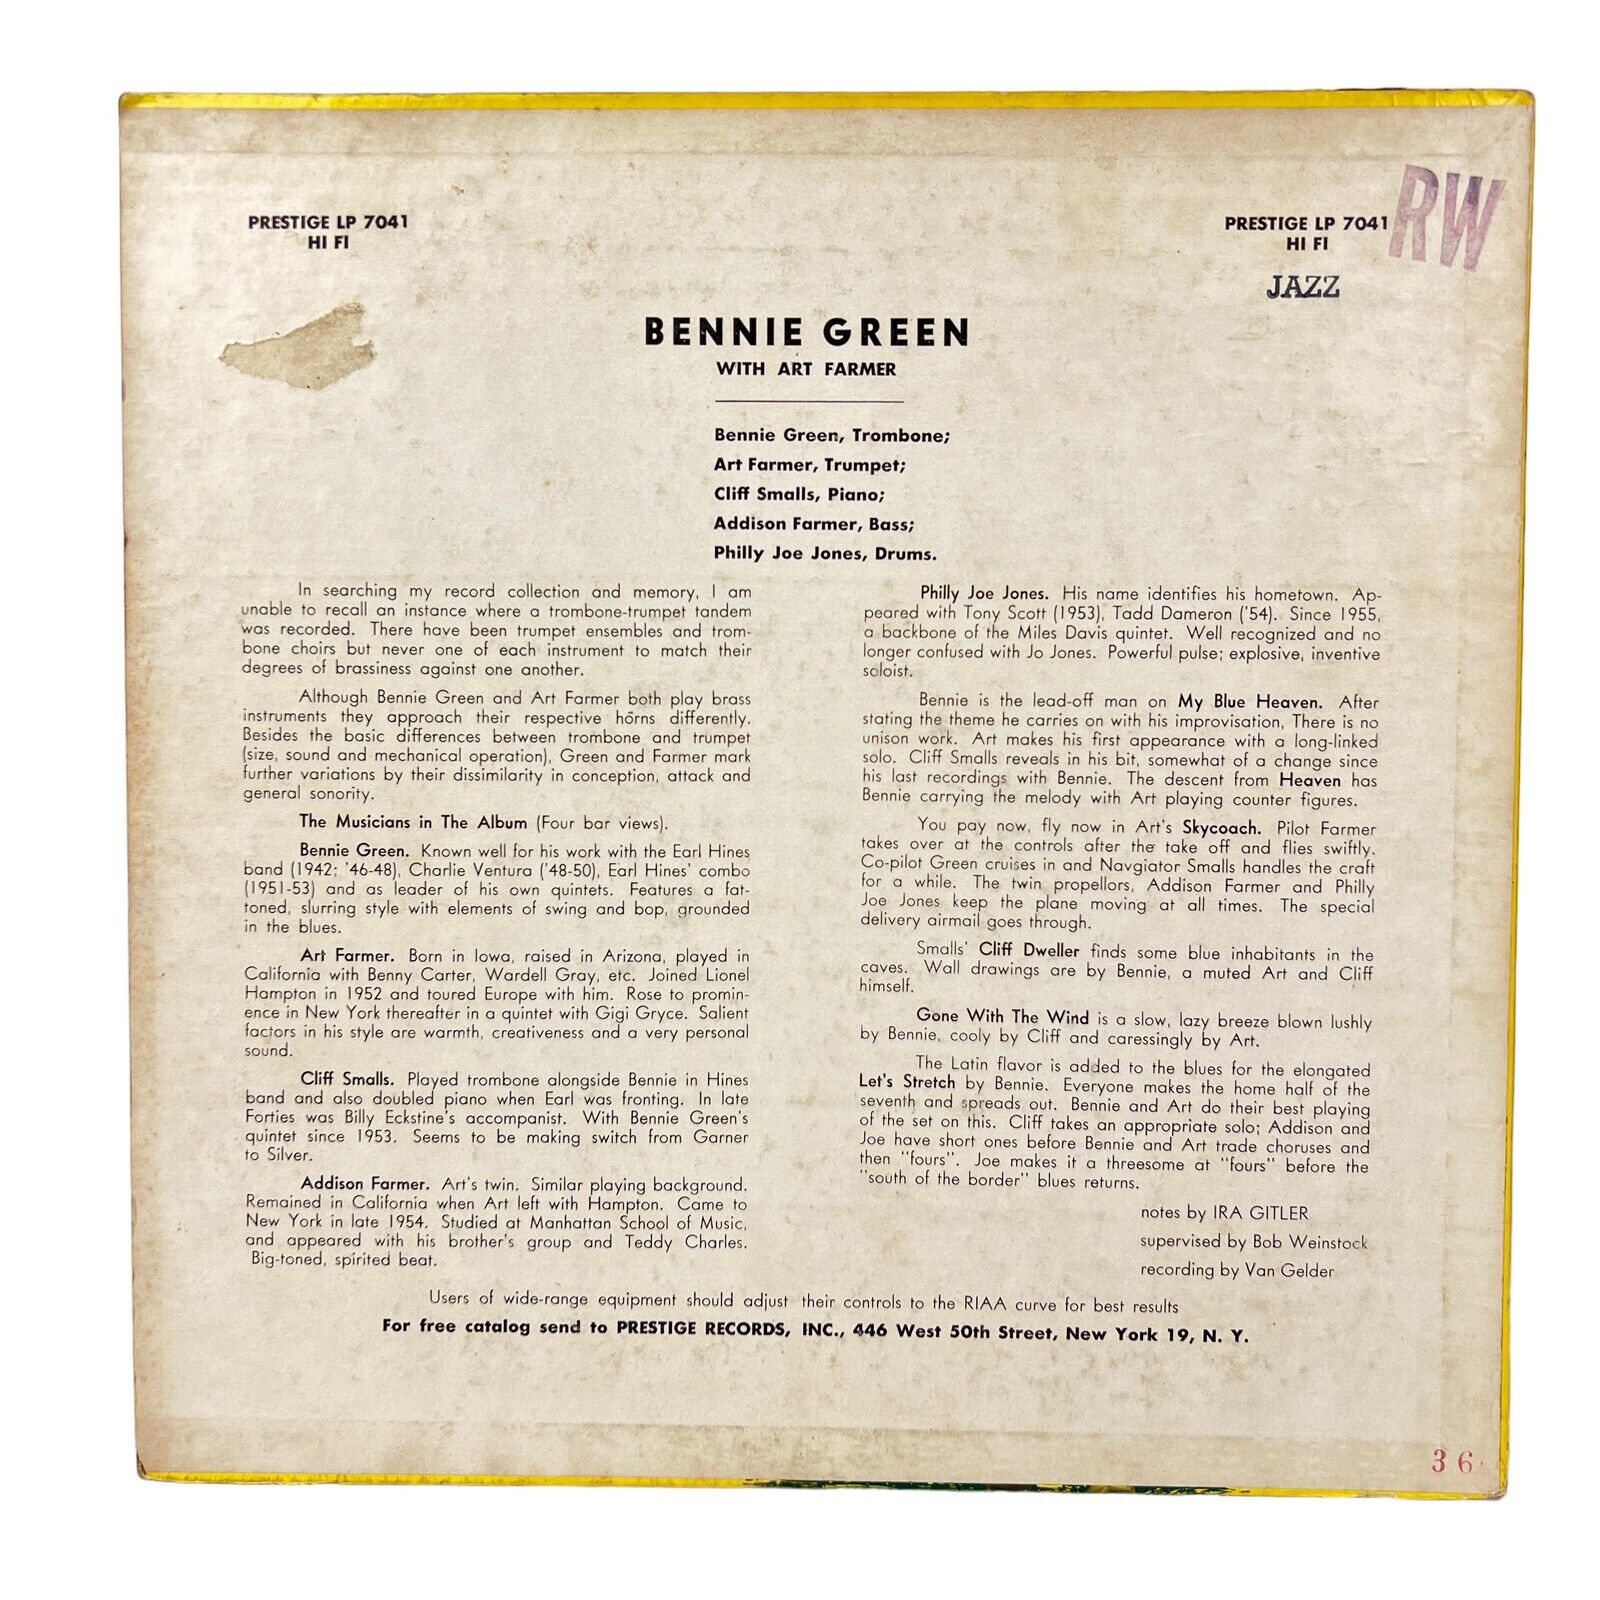 PRESTIGE LP 7041
HI FI
PRESTIGE LP 7041
HI FI
RW
JAZZ
BENNIE GREEN
WITH ART FARMER
Bennie Green, Trombone;
Art Farmer, Trumpet;
Cliff Smalls, Piano;
Addison Farmer, Bass;
Philly Joe Jones, Drums.
In searching my record collection and memory, I am
unable to recall an instance where a trombone-trumpet tandem
was recorded. There have been trumpet ensembles and trom-
bone choirs but never one of each instrument to match their
degrees of brassiness against one another.
Although Bennie Green and Art Farmer both play brass
instruments they approach their respective horns differently.
Besides the basic differences between trombone and trumpet
(size, sound and mechanical operation), Green and Farmer mark
further variations by their dissimilarity in conception, attack and
general sonority.
The Musicians in The Album (Four bar views).
Bennie Green. Known well for his work with the Earl Hines
band (1942; '46-48), Charlie Ventura ('48-50), Earl Hines' combo
(1951-53) and as leader of his own quintets. Features a fat-
toned, slurring style with elements of swing and bop, grounded
in the blues.
Art Farmer. Born in Iowa, raised in Arizona, played in
California with Benny Carter, Wardell Gray, etc. Joined Lionel
Hampton in 1952 and toured Europe with him. Rose to promin-
ence in New York thereafter in a quintet with Gigi Gryce. Salient
factors in his style are warmth, creativeness and a very personal
sound.
Cliff Smalls. Played trombone alongside Bennie in Hines
band and also doubled piano when Earl was fronting. In late
Forties was Billy Eckstine's accompanist. With Bennie Green's
quintet since 1953. Seems to be making switch from Garner
to Silver.
Addison Farmer. Art's twin. Similar playing background.
Remained in California when Art left with Hampton. Came to
New York in late 1954. Studied at Manhattan School of Music,
and appeared with his brother's group and Teddy Charles.
Big-toned, spirited beat.
Philly Joe Jones. His name identifies his hometown. Ap-
peared with Tony Scott (1953), Tadd Dameron ('54). Since 1955,
a backbone of the Miles Davis quintet. Well recognized and no
longer confused with Jo Jones. Powerful pulse; explosive, inventive
soloist.
Bennie is the lead-off man on My Blue Heaven. After
stating the theme he carries on with his improvisation, There is no
unison work. Art makes his first appearance with a long-linked
solo. Cliff Smalls reveals in his bit, somewhat of a change since
his last recordings with Bennie. The descent from Heaven has
Bennie carrying the melody with Art playing counter figures.
You pay now, fly now in Art's Skycoach. Pilot Farmer
takes over at the controls after the take off and flies swiftly.
Co-pilot Green cruises in and Navgiator Smalls handles the craft
for a while. The twin propellors, Addison Farmer and Philly
Joe Jones keep the plane moving at all times. The special
delivery airmail goes through.
Smalls' Cliff Dweller finds some blue inhabitants in the
caves. Wall drawings are by Bennie, a muted Art and Cliff
himself.
Gone With The Wind is a slow, lazy breeze blown lushly
by Bennie, cooly by Cliff and caressingly by Art.
The Latin flavor is added to the blues for the elongated
Let's Stretch by Bennie. Everyone makes the home half of the
seventh and spreads out. Bennie and Art do their best playing
of the set on this. Cliff takes an appropriate solo; Addison and
Joe have short ones before Bennie and Art trade choruses and
then "fours". Joe makes it a threesome at "fours" before the
"south of the border" blues returns.
notes by IRA GITLER
supervised by Bob Weinstock
recording by Van Gelder
Users of wide-range equipment should adjust their controls to the RIAA curve for best results
For free catalog send to PRESTIGE RECORDS, INC., 446 West 50th Street, New York 19, N. Y.
36